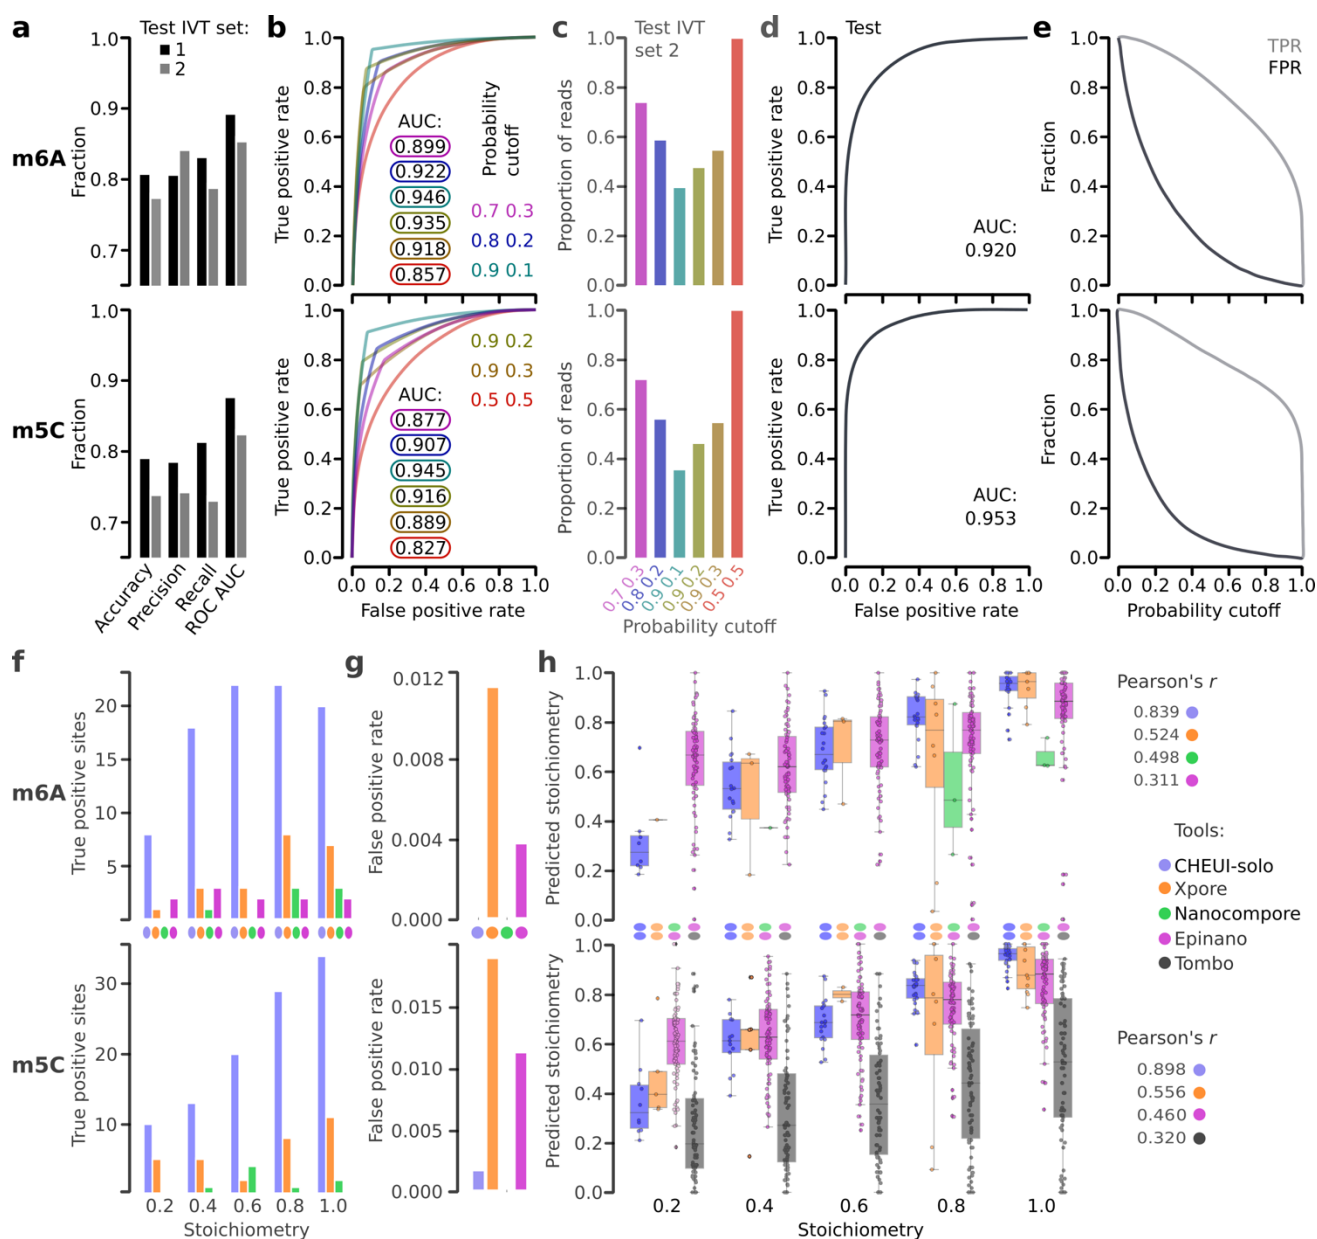 a
Test IVT set:
1
2
1.0
0.9
0.8
0.7
Fraction
m6A
1.0
0.9
0.8
0.7
Fraction
m5C
Accuracy
Precision
Recall
ROC AUC
b
1.0
0.8
0.6
0.4
0.2
0.0
True positive rate
AUC:
0.899
0.922
0.946
0.935
0.918
0.857
Probability
cutoff
0.7 0.3
0.8 0.2
0.9 0.1
1.0
0.8
0.6
0.4
0.2
0.0
True positive rate
0.9 0.2
0.9 0.3
0.5 0.5
AUC:
0.877
0.907
0.945
0.916
0.889
0.827
0.0 0.2 0.4 0.6 0.8 1.0
False positive rate
c
Test IVT
set 2
1.0
0.8
0.6
0.4
0.2
0.0
Proportion of reads
1.0
0.8
0.6
0.4
0.2
0.0
Proportion of reads
0.7 0.3
0.8 0.2
0.9 0.1
0.9 0.2
0.9 0.3
0.5 0.5
Probability cutoff
d
Test
1.0
0.8
0.6
0.4
0.2
0.0
True positive rate
AUC:
0.920
1.0
0.8
0.6
0.4
0.2
0.0
True positive rate
AUC:
0.953
0.0 0.2 0.4 0.6 0.8 1.0
False positive rate
e
TPR
FPR
1.0
0.8
0.6
0.4
0.2
0.0
Fraction
1.0
0.8
0.6
0.4
0.2
0.0
Fraction
0.0 0.2 0.4 0.6 0.8 1.0
Probability cutoff
f
20
15
10
5
True positive sites
m6A
30
20
10
True positive sites
m5C
0.2 0.4 0.6 0.8 1.0
Stoichiometry
g
0.012
0.008
0.004
0.000
False positive rate
0.015
0.010
0.005
0.000
False positive rate
h
1.0
0.8
0.6
0.4
0.2
0.0
Predicted stoichiometry
1.0
0.8
0.6
0.4
0.2
0.0
Predicted stoichiometry
0.2 0.4 0.6 0.8 1.0
Stoichiometry
Pearson's r
0.839
0.524
0.498
0.311
Tools:
CHEUI-solo
Xpore
Nanocompore
Epinano
Tombo
Pearson's r
0.898
0.556
0.460
0.320